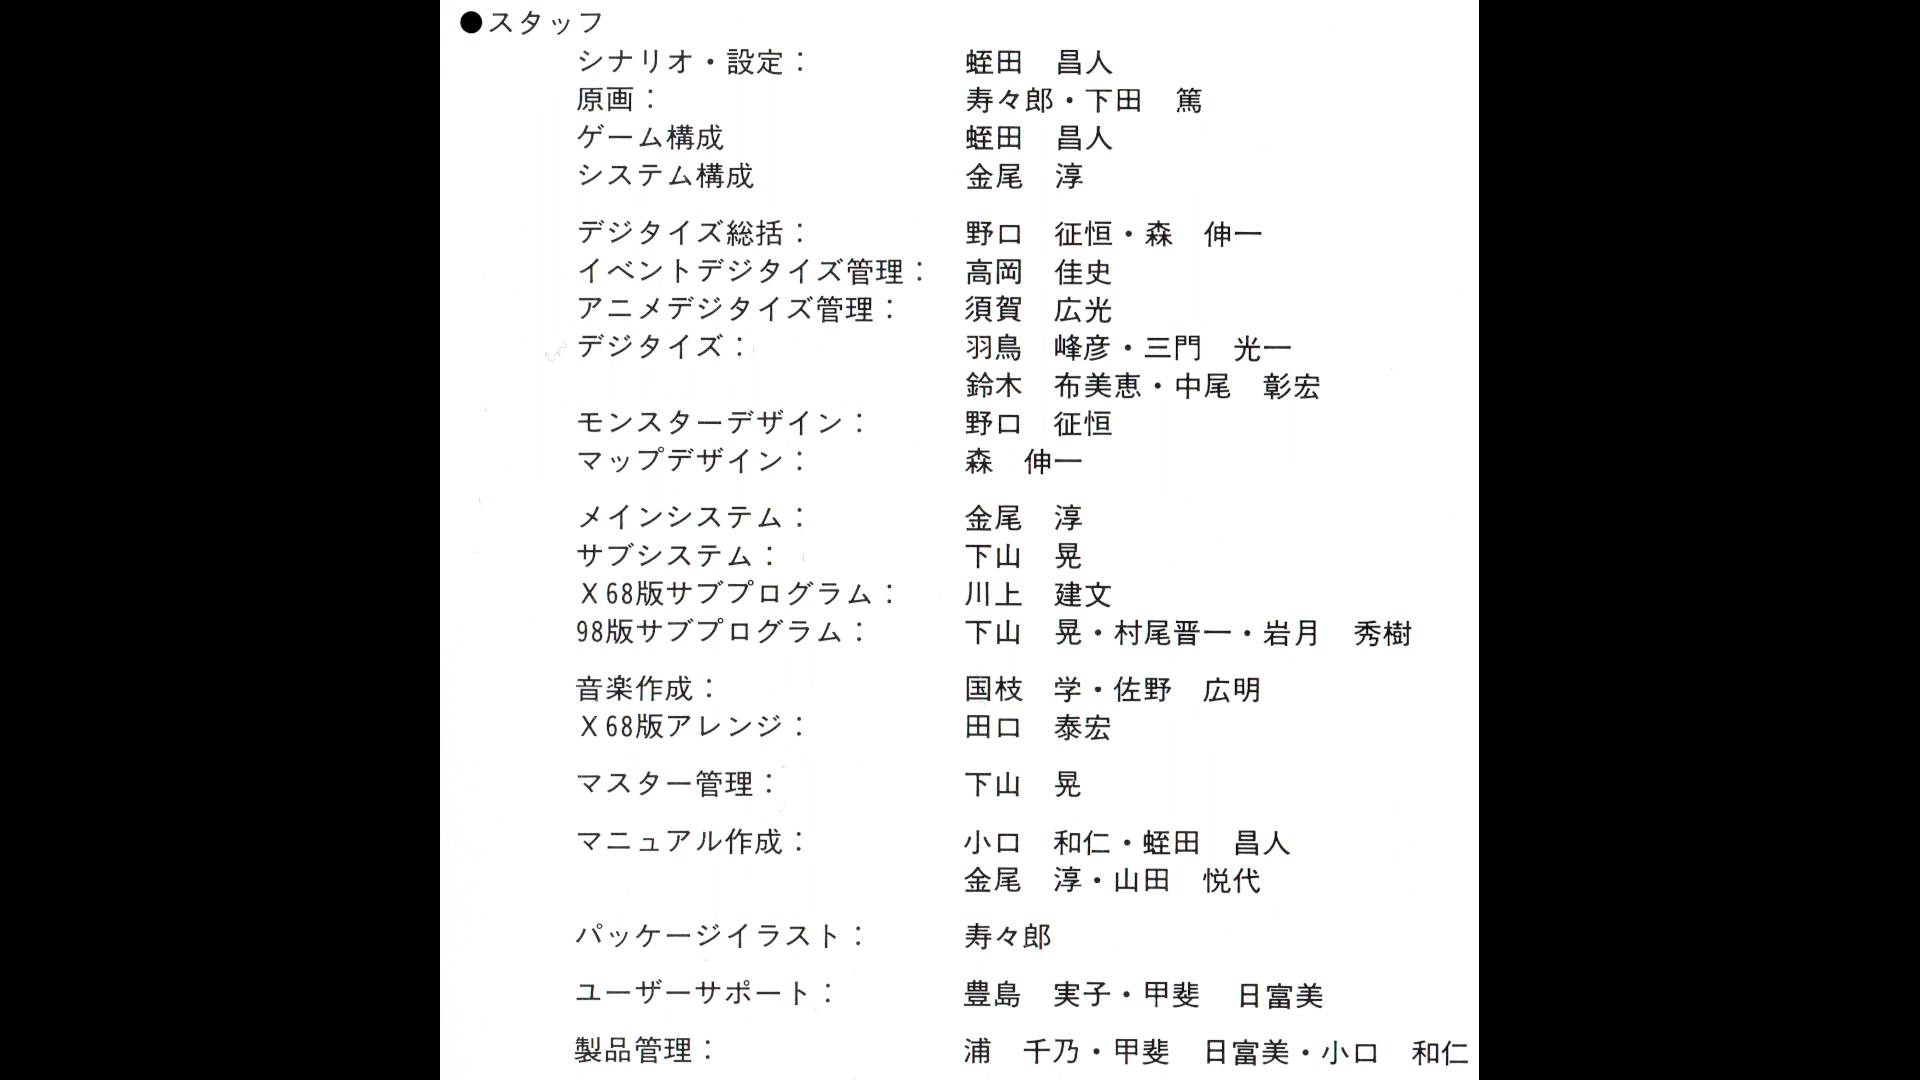 ●スタッフ
シナリオ・設定： 蛭田　昌人
原画： 寿々郎・下田　篤
ゲーム構成 蛭田　昌人
システム構成 金尾　淳
デジタイズ総括： 野口　征恒・森　伸一
イベントデジタイズ管理： 高岡　佳史
アニメデジタイズ管理： 須賀　広光
デジタイズ： 羽鳥　峰彦・三門　光一
鈴木　布美恵・中尾　彰宏
モンスターデザイン： 野口　征恒
マップデザイン： 森　伸一
メインシステム： 金尾　淳
サブシステム： 下山　晃
Ｘ68版サブプログラム： 川上　建文
98版サブプログラム： 下山　晃・村尾晋一・岩月　秀樹
音楽作成： 国枝　学・佐野　広明
Ｘ68版アレンジ： 田口　泰宏
マスター管理： 下山　晃
マニュアル作成： 小口　和仁・蛭田　昌人
金尾　淳・山田　悦代
パッケージイラスト： 寿々郎
ユーザーサポート： 豊島　実子・甲斐　日富美
製品管理： 浦　千乃・甲斐　日富美・小口　和仁